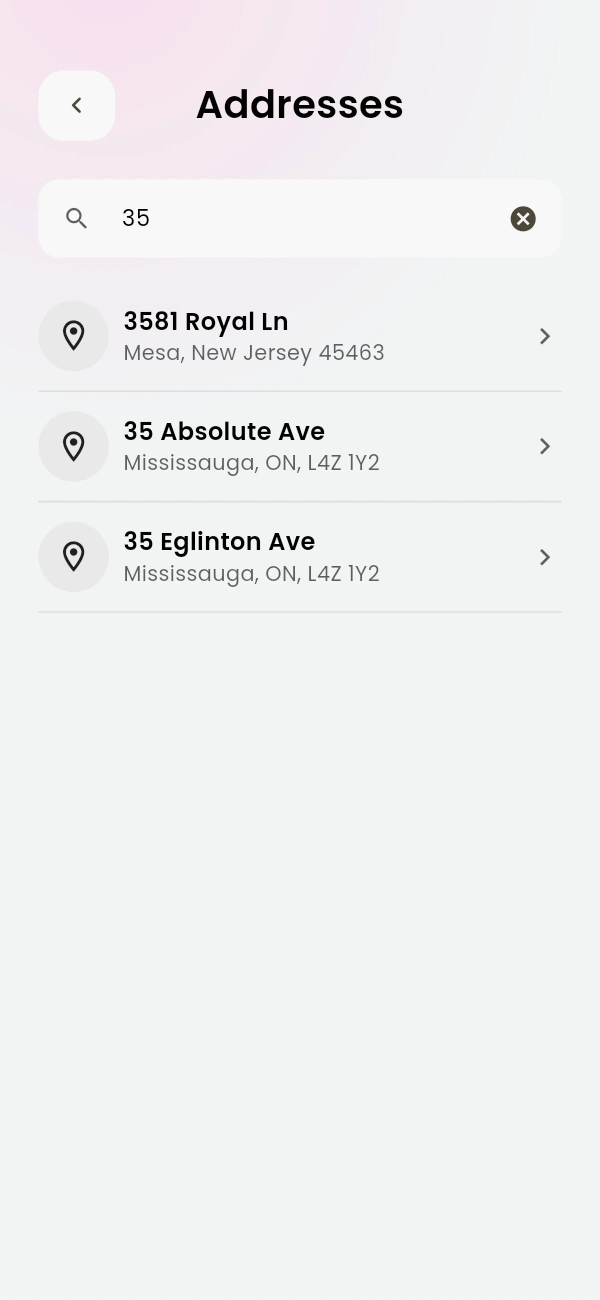 Addresses
35
3581 Royal Ln
Mesa, New Jersey 45463
35 Absolute Ave
Mississauga, ON, L4Z 1Y2
35 Eglinton Ave
Mississauga, ON, L4Z 1Y2